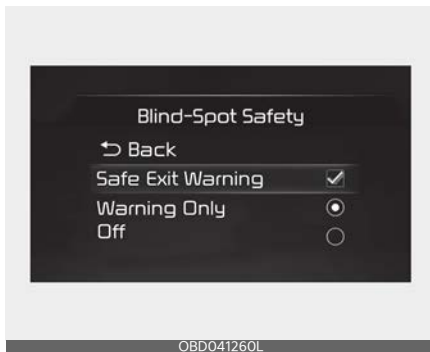 Blind-Spot Safety
Back
Safe Exit Warning
Warning Only
Off
OBD041260L